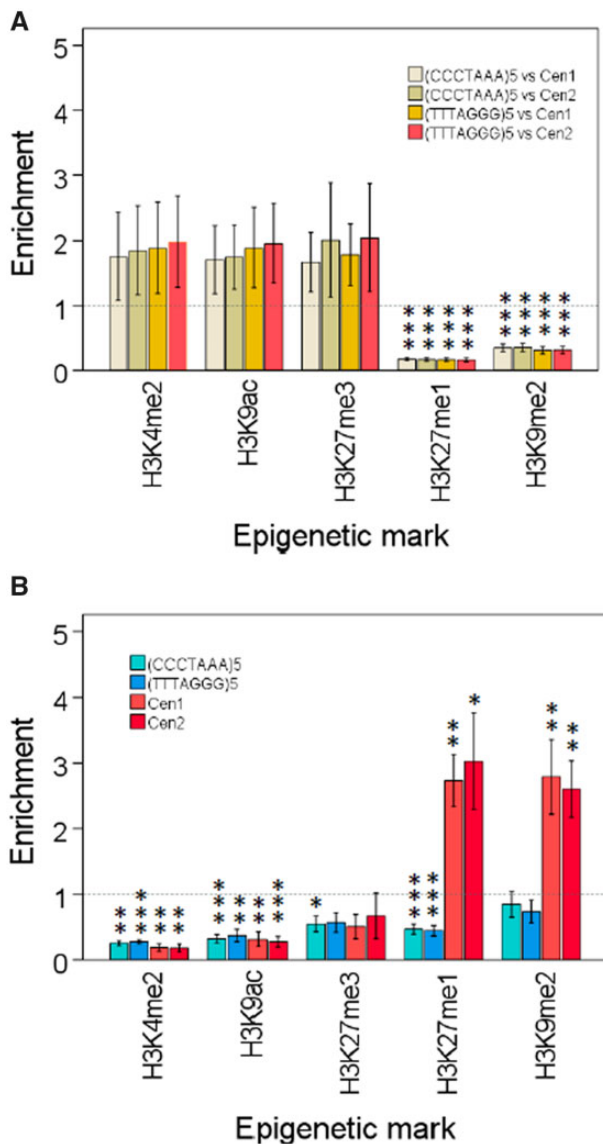 A
5
4
3
2
1
0
Enrichment
(CCCTAAA)5 vs Cen1
(CCCTAAA)5 vs Cen2
(TTTAGGG)5 vs Cen1
(TTTAGGG)5 vs Cen2
*** *** *** ***
*** *** *** ***
H3K4me2
H3K9ac
H3K27me3
H3K27me1
H3K9me2
Epigenetic mark
B
5
4
3
2
1
0
Enrichment
(CCCTAAA)5
(TTTAGGG)5
Cen1
Cen2
** *** ** **
*** ** ** ***
*
*** *** ** *
** **
H3K4me2
H3K9ac
H3K27me3
H3K27me1
H3K9me2
Epigenetic mark